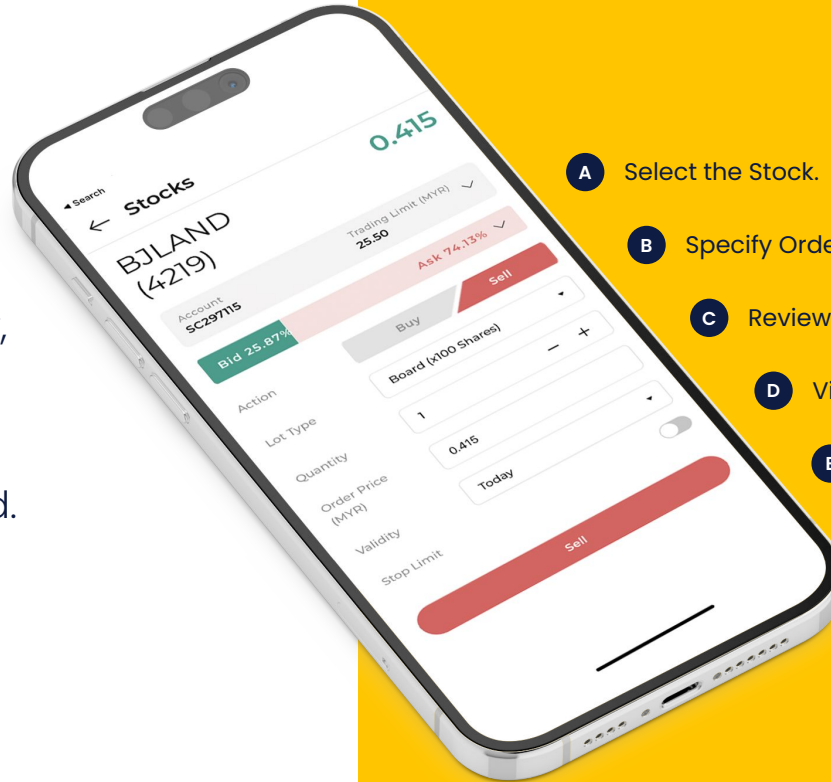 ◂ Search
← Stocks
0.415
BJLAND
(4219)
Account
SC297115
Trading Limit (MYR)
25.50
Bid 25.87%
Ask 74.13%
Action
Buy
Sell
Lot Type
Board (x100 Shares)
Quantity
1
− +
Order Price
(MYR)
0.415
Validity
Today
Stop Limit
Sell
A Select the Stock.
B Specify Orde
C Review
D Vi
,
d.